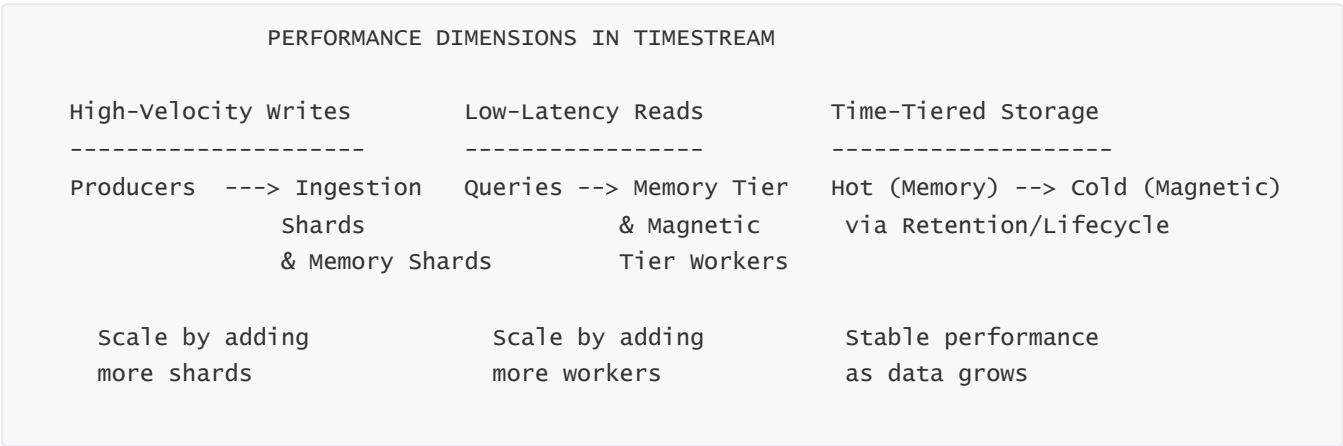 PERFORMANCE DIMENSIONS IN TIMESTREAM
High-Velocity Writes Low-Latency Reads Time-Tiered Storage
--------------------- ----------------- --------------------
Producers ---> Ingestion Queries --> Memory Tier Hot (Memory) --> Cold (Magnetic)
Shards & Magnetic via Retention/Lifecycle
& Memory Shards Tier Workers
Scale by adding Scale by adding Stable performance
more shards more workers as data grows